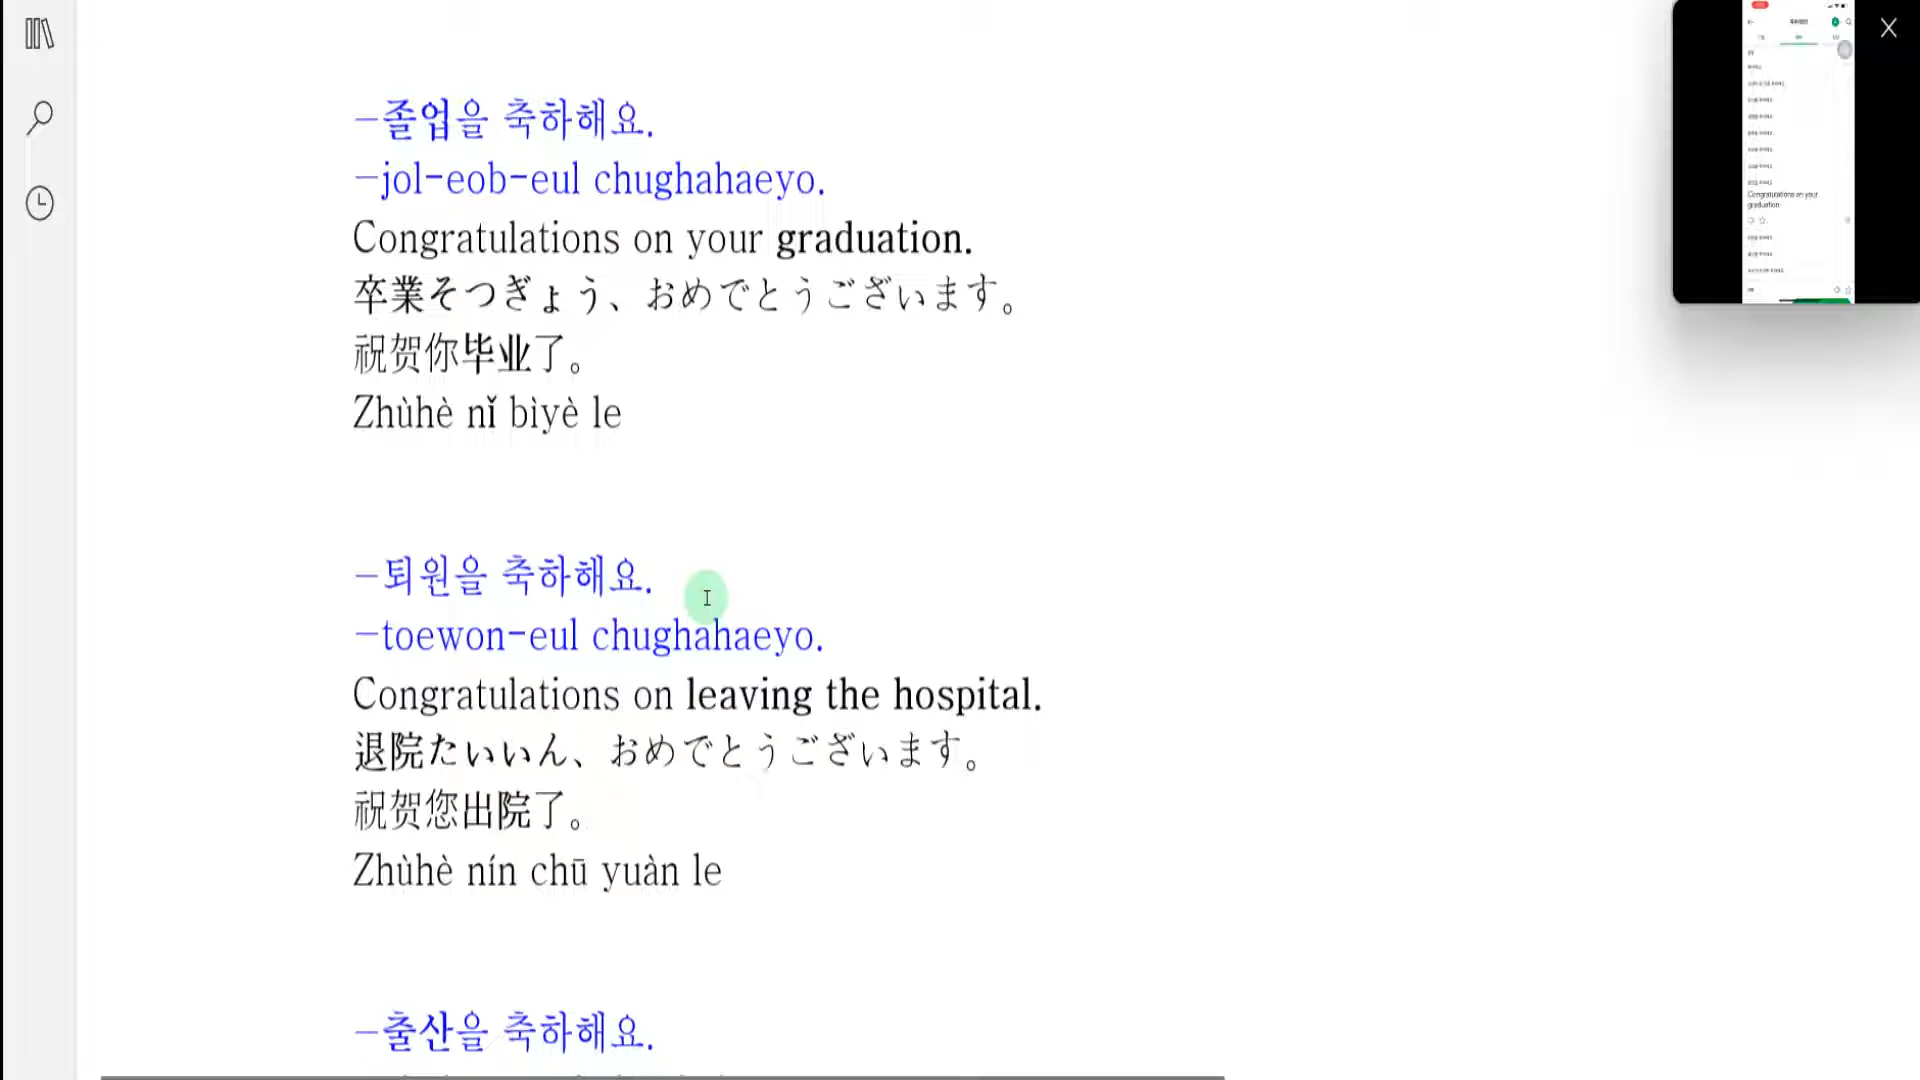 –졸업을 축하해요.
–jol-eob-eul chughahaeyo.
Congratulations on your graduation.
卒業そつぎょう、おめでとうございます。
祝贺你毕业了。
Zhùhè nǐ bìyè le
–퇴원을 축하해요.
–toewon-eul chughahaeyo.
Congratulations on leaving the hospital.
退院たいいん、おめでとうございます。
祝贺您出院了。
Zhùhè nín chū yuàn le
–출산을 축하해요.
Congratulations on your
graduation